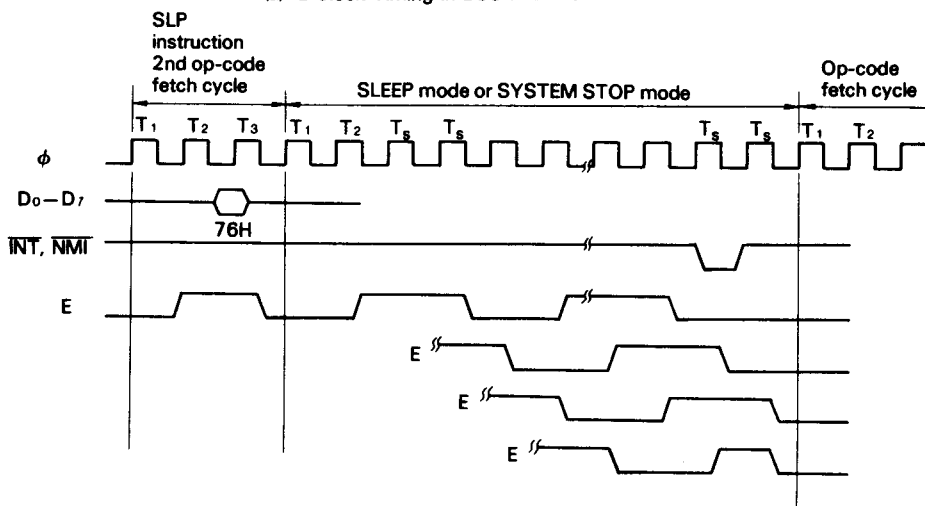 SLP
instruction
2nd op-code
fetch cycle
SLEEP mode or SYSTEM STOP mode
Op-code
fetch cycle
T1 T2 T3 T1 T2 Ts Ts Ts Ts T1 T2
ϕ
D0—D7
76H
INT, NMI
E
E
E
E